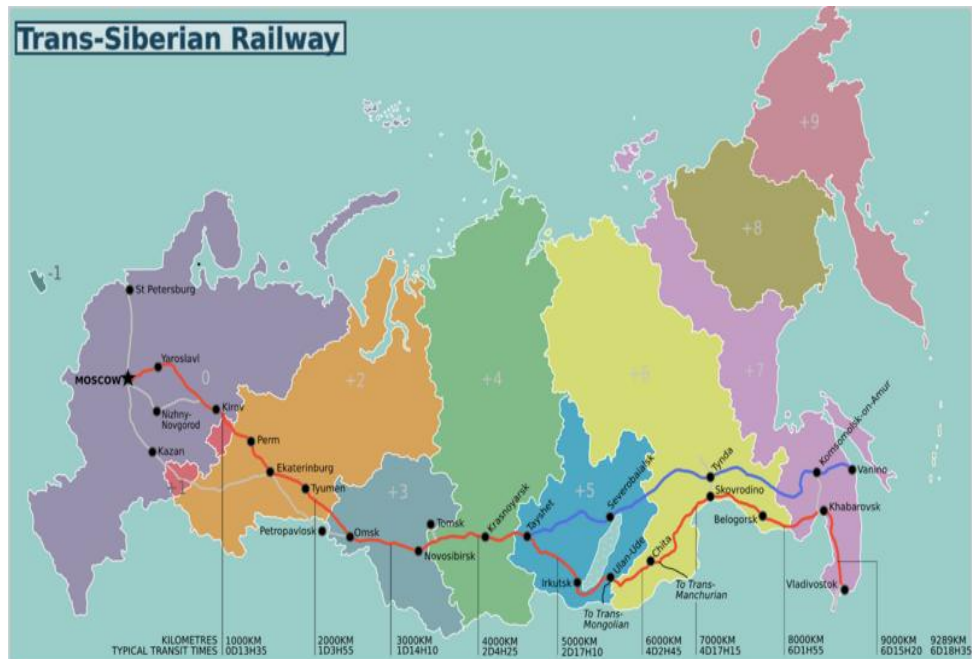 Trans-Siberian Railway
+9
+8
-1
St Petersburg
+7
Yaroslavl
MOSCOW
0
+2
+4
+6
Nizhny-
Novgorod
Kirov
Kazan
Perm
Ekaterinburg
Tyumen
+1
+3
+5
Petropavlosk
Omsk
Tomsk
Novosibirsk
Krasnoyarsk
Tayshet
Severobaialsk
Tynda
Skovrodino
Belogorsk
Komsomolsk-on-Amur
Vanino
Khabarovsk
Irkutsk
Ulan-Ude
Chita
Vladivostok
To Trans-
Mongolian
To Trans-
Manchurian
KILOMETRES 1000KM 2000KM 3000KM 4000KM 5000KM 6000KM 7000KM 8000KM 9000KM 9289KM
TYPICAL TRANSIT TIMES 0D13H35 1D3H55 1D14H10 2D4H25 2D17H10 4D2H45 4D17H15 6D1H55 6D15H20 6D18H35